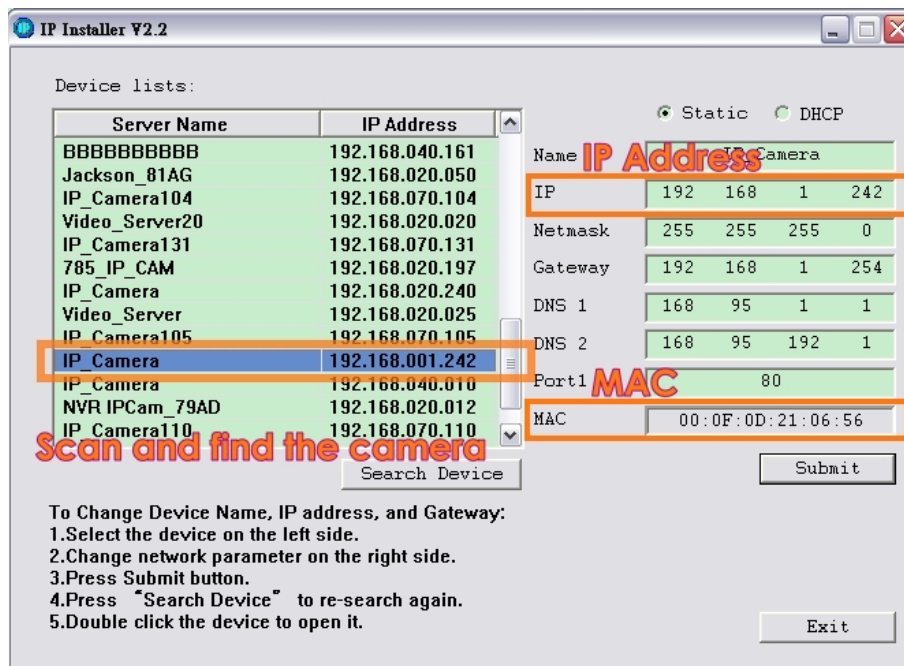 IP Installer V2.2
Device lists:
Server Name IP Address
BBBBBBBBBB 192.168.040.161
Jackson_81AG 192.168.020.050
IP_Camera104 192.168.070.104
Video_Server20 192.168.020.020
IP_Camera131 192.168.070.131
785_IP_CAM 192.168.020.197
IP_Camera 192.168.020.240
Video_Server 192.168.020.025
IP_Camera105 192.168.070.105
IP_Camera 192.168.001.242
IP_Camera 192.168.040.010
NVR IPCam_79AD 192.168.020.012
IP_Camera110 192.168.070.110
Scan and find the camera
Search Device
Static DHCP
Name IP_Camera
IP Address
IP 192 168 1 242
Netmask 255 255 255 0
Gateway 192 168 1 254
DNS 1 168 95 1 1
DNS 2 168 95 192 1
Port1 80
MAC
MAC 00:0F:0D:21:06:56
Submit
To Change Device Name, IP address, and Gateway:
1.Select the device on the left side.
2.Change network parameter on the right side.
3.Press Submit button.
4.Press “Search Device” to re-search again.
5.Double click the device to open it.
Exit